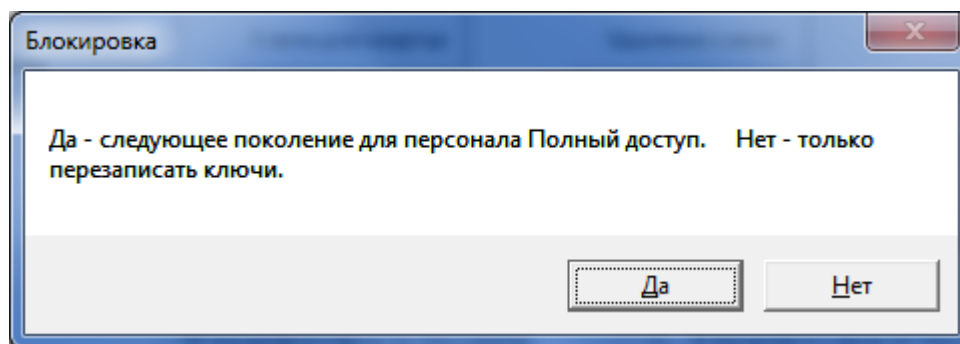 Блокировка
Да - следующее поколение для персонала Полный доступ. Нет - только
перезаписать ключи.
Да
Нет